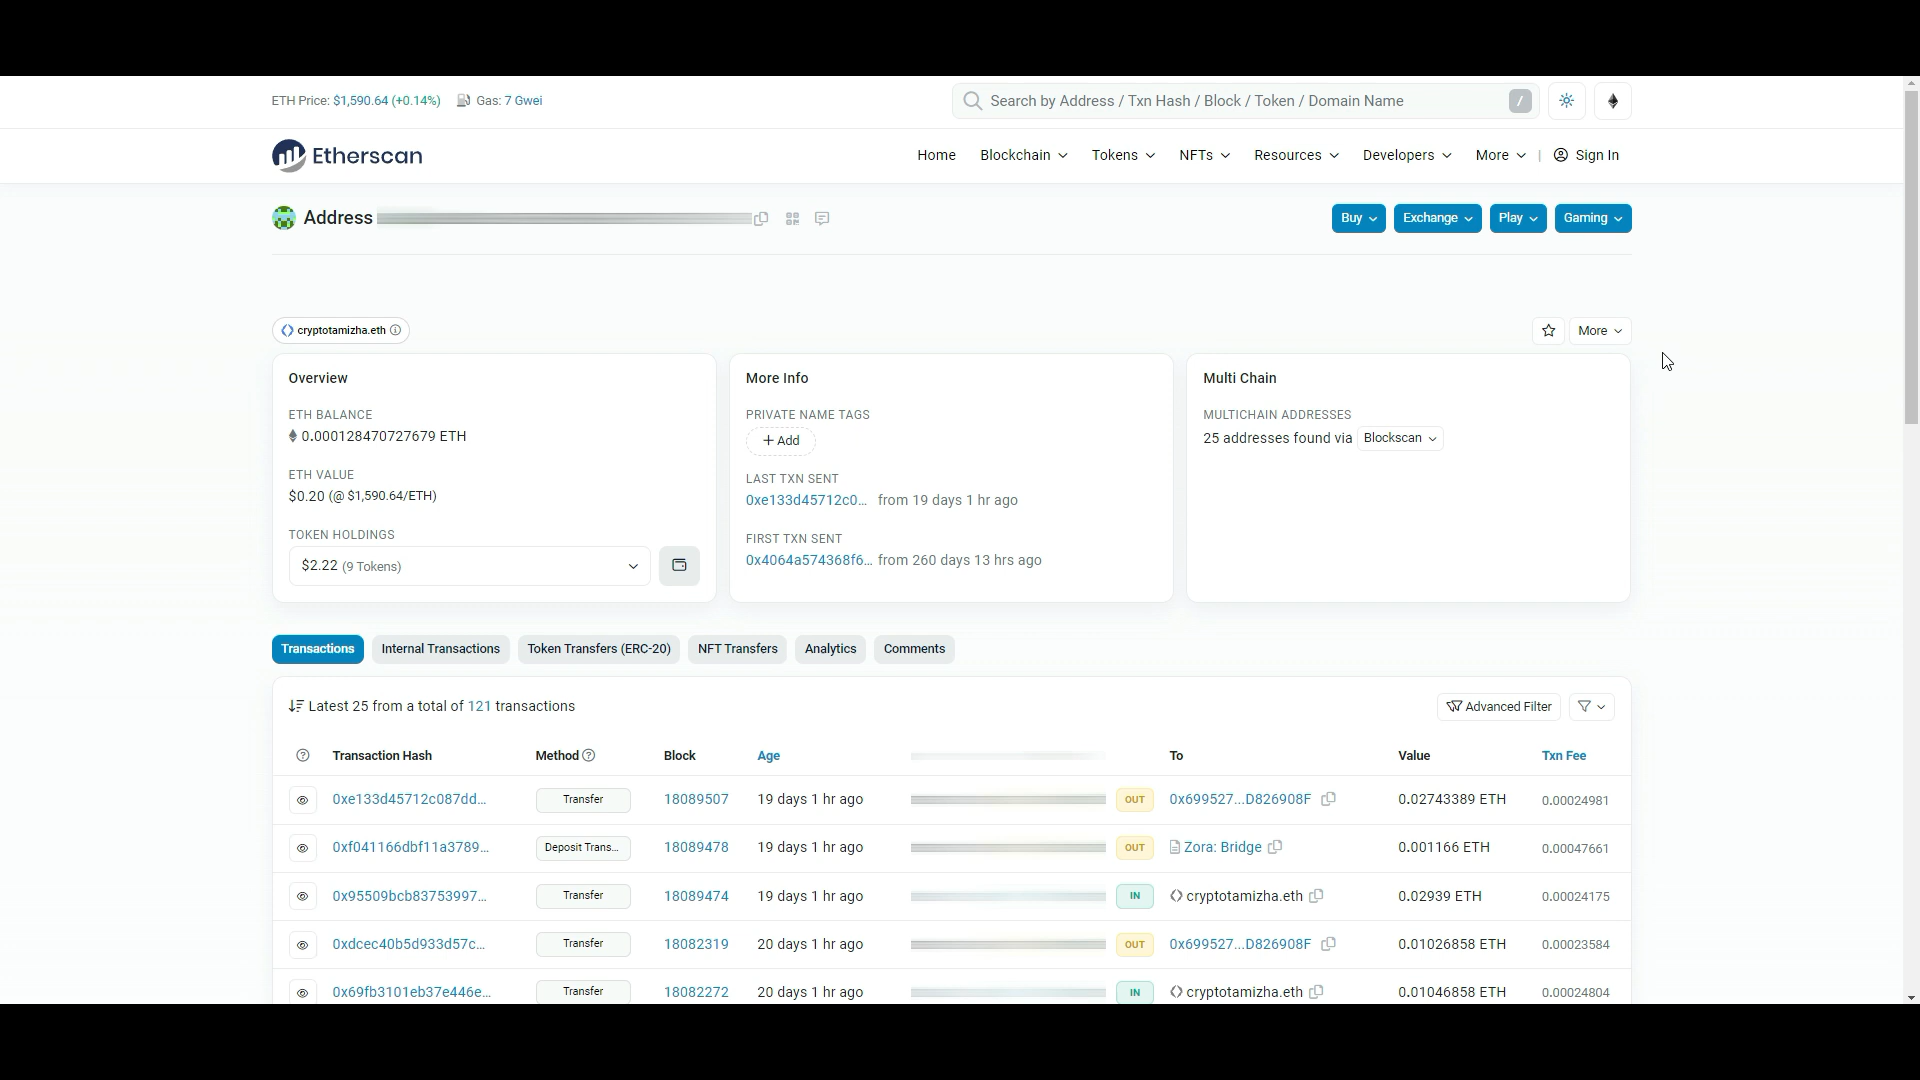 ETH Price: $1,590.64 (+0.14%) Gas: 7 Gwei
Search by Address / Txn Hash / Block / Token / Domain Name /
Etherscan
Home Blockchain Tokens NFTs Resources Developers More | Sign In
Address
Buy Exchange Play Gaming
cryptotamizha.eth
More
Overview
ETH BALANCE
0.000128470727679 ETH
ETH VALUE
$0.20 (@ $1,590.64/ETH)
TOKEN HOLDINGS
$2.22 (9 Tokens)
More Info
PRIVATE NAME TAGS
+ Add
LAST TXN SENT
0xe133d45712c0... from 19 days 1 hr ago
FIRST TXN SENT
0x4064a574368f6... from 260 days 13 hrs ago
Multi Chain
MULTICHAIN ADDRESSES
25 addresses found via Blockscan
Transactions Internal Transactions Token Transfers (ERC-20) NFT Transfers Analytics Comments
Latest 25 from a total of 121 transactions
Advanced Filter
Transaction Hash Method Block Age To Value Txn Fee
0xe133d45712c087dd... Transfer 18089507 19 days 1 hr ago OUT 0x699527...D826908F 0.02743389 ETH 0.00024981
0xf041166dbf11a3789... Deposit Trans... 18089478 19 days 1 hr ago OUT Zora: Bridge 0.001166 ETH 0.00047661
0x95509bcb83753997... Transfer 18089474 19 days 1 hr ago IN cryptotamizha.eth 0.02939 ETH 0.00024175
0xdcec40b5d933d57c... Transfer 18082319 20 days 1 hr ago OUT 0x699527...D826908F 0.01026858 ETH 0.00023584
0x69fb3101eb37e446e... Transfer 18082272 20 days 1 hr ago IN cryptotamizha.eth 0.01046858 ETH 0.00024804